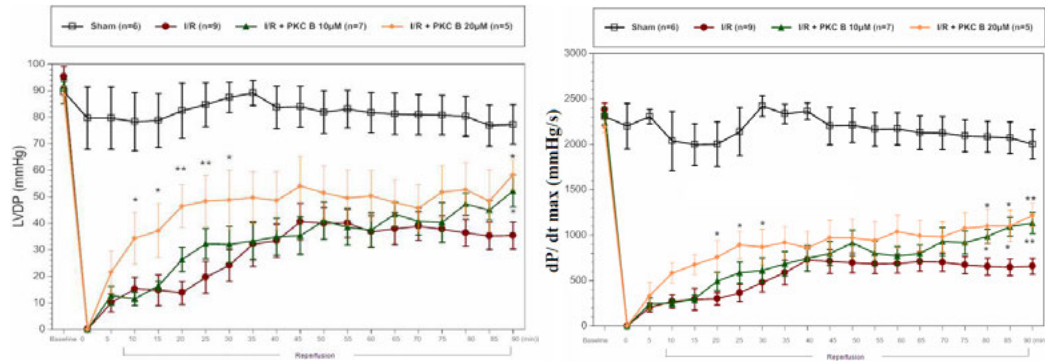 Sham (n=6) I/R (n=9) I/R + PKC B 10μM (n=7) I/R + PKC B 20μM (n=5)
100
90
80
70
60
50
40
30
20
10
0
LVDP (mmHg)
* * ** ** * * *
Baseline 0 5 10 15 20 25 30 35 40 45 50 55 60 65 70 75 80 85 90 (min)
Reperfusion
Sham (n=6) I/R (n=9) I/R + PKC B 10μM (n=7) I/R + PKC B 20μM (n=5)
3000
2500
2000
1500
1000
500
0
dP/ dt max (mmHg/s)
* * * * * **
* * **
Baseline 0 5 10 15 20 25 30 35 40 45 50 55 60 65 70 75 80 85 90 (min)
Reperfusion